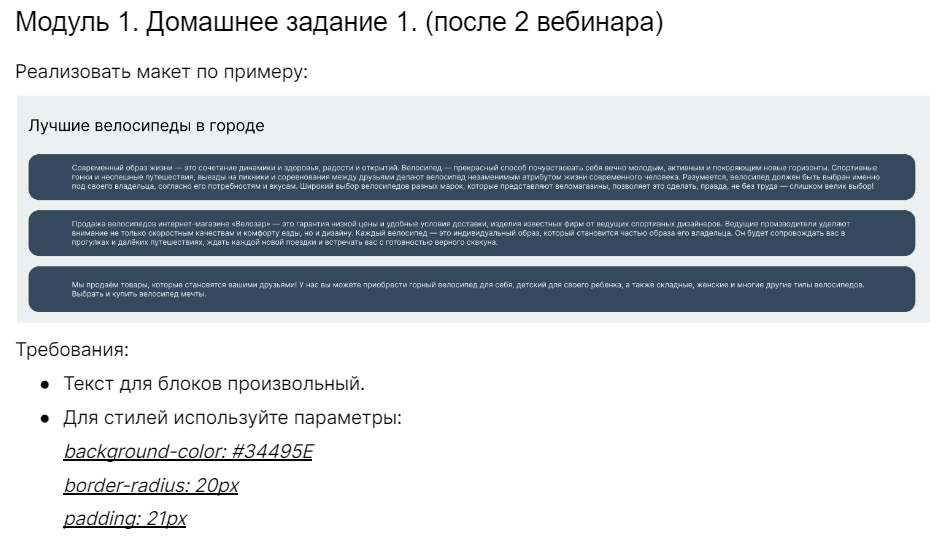 Модуль 1. Домашнее задание 1. (после 2 вебинара)
Реализовать макет по примеру:
Лучшие велосипеды в городе
Современный образ жизни — это сочетание динамики и здоровья, радости и открытий. Велосипед — прекрасный способ почувствовать себя вечно молодым, активным и покоряющим новые горизонты. Спортивные
гонки и неспешные путешествия, выезды на пикники и соревнования между друзьями делают велосипед незаменимым атрибутом жизни современного человека. Разумеется, велосипед должен быть выбран именно
под своего владельца, согласно его потребностям и вкусам. Широкий выбор велосипедов разных марок, которые представляют веломагазины, позволяет это сделать, правда, не без труда — слишком велик выбор!
Продажа велосипедов интернет-магазине «Велозар» — это гарантия низкой цены и удобные условия доставки, изделия известных фирм от ведущих спортивных дизайнеров. Ведущие производители уделяют
внимание не только скоростным качествам и комфорту езды, но и дизайну. Каждый велосипед — это индивидуальный образ, который становится частью образа его владельца. Он будет сопровождать вас в
прогулках и далёких путешествиях, ждать каждой новой поездки и встречать вас с готовностью верного скакуна.
Мы продаём товары, которые становятся вашими друзьями! У нас вы можете приобрести горный велосипед для себя, детский для своего ребенка, а также складные, женские и многие другие типы велосипедов.
Выбрать и купить велосипед мечты.
Требования:
● Текст для блоков произвольный.
● Для стилей используйте параметры:
background-color: #34495E
border-radius: 20px
padding: 21px